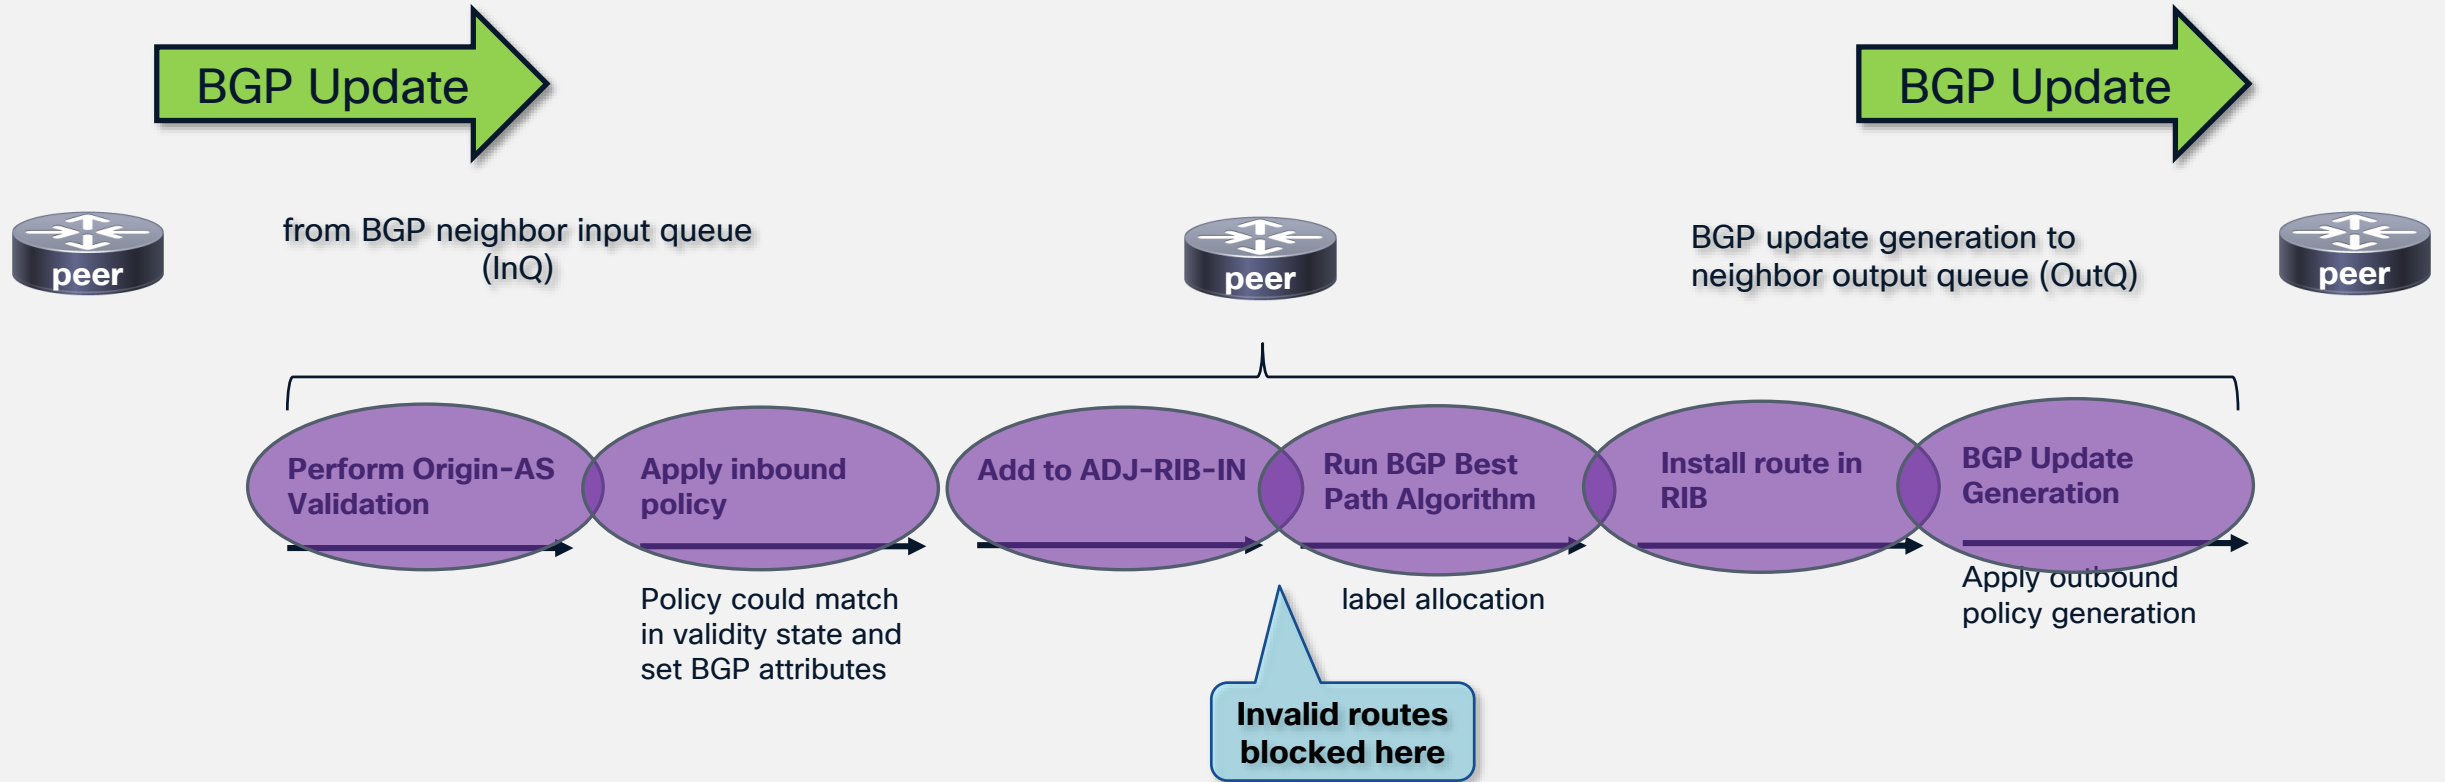 BGP Update
BGP Update
peer
from BGP neighbor input queue
(InQ)
peer
BGP update generation to
neighbor output queue (OutQ)
peer
Perform Origin-AS
Validation
Apply inbound
policy
Policy could match
in validity state and
set BGP attributes
Add to ADJ-RIB-IN
Invalid routes
blocked here
Run BGP Best
Path Algorithm
label allocation
Install route in
RIB
BGP Update
Generation
Apply outbound
policy generation